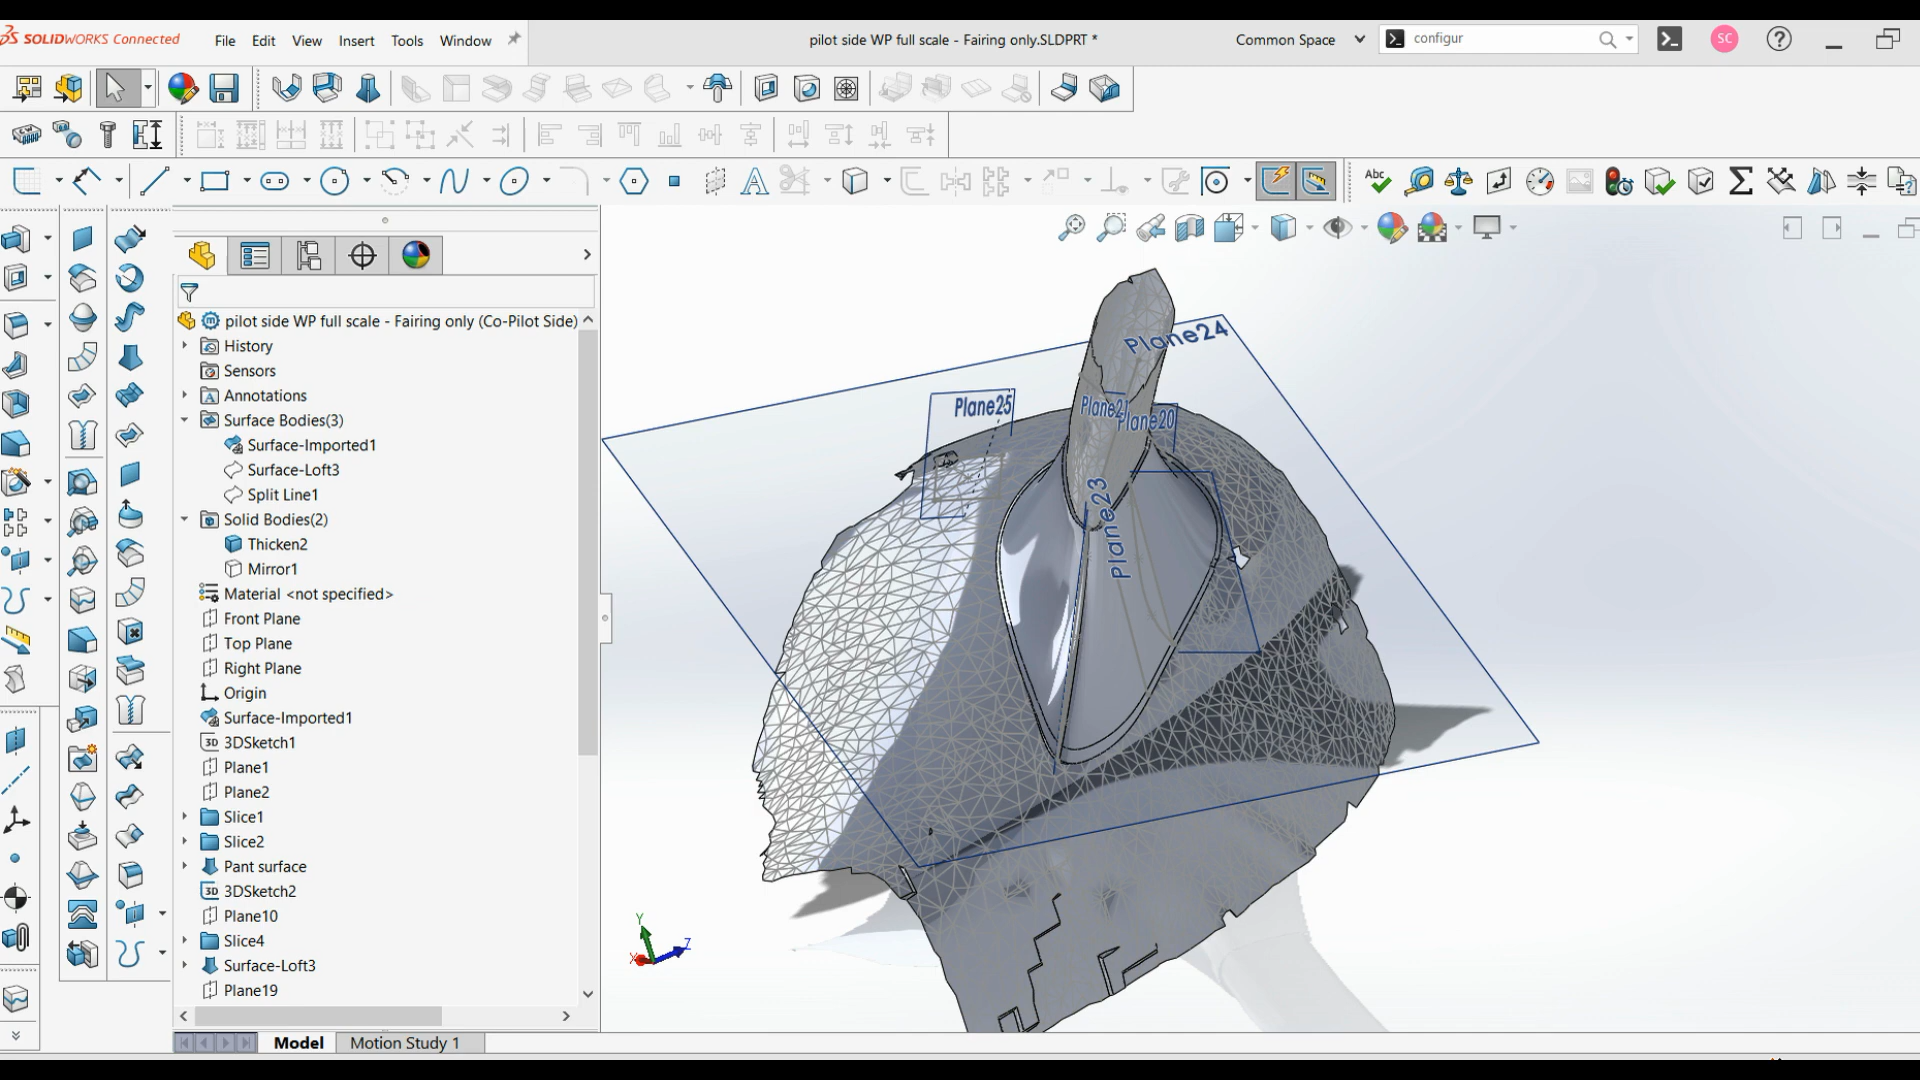 SOLIDWORKS Connected
File Edit View Insert Tools Window
pilot side WP full scale - Fairing only.SLDPRT *
Common Space
configur
SC
Abc
pilot side WP full scale - Fairing only (Co-Pilot Side)
History
Sensors
Annotations
Surface Bodies(3)
Surface-Imported1
Surface-Loft3
Split Line1
Solid Bodies(2)
Thicken2
Mirror1
Material <not specified>
Front Plane
Top Plane
Right Plane
Origin
Surface-Imported1
3D 3DSketch1
Plane1
Plane2
Slice1
Slice2
Pant surface
3D 3DSketch2
Plane10
Slice4
Surface-Loft3
Plane19
Plane24
Plane25
Plane20
Plane23
Y
Z
X
Model Motion Study 1